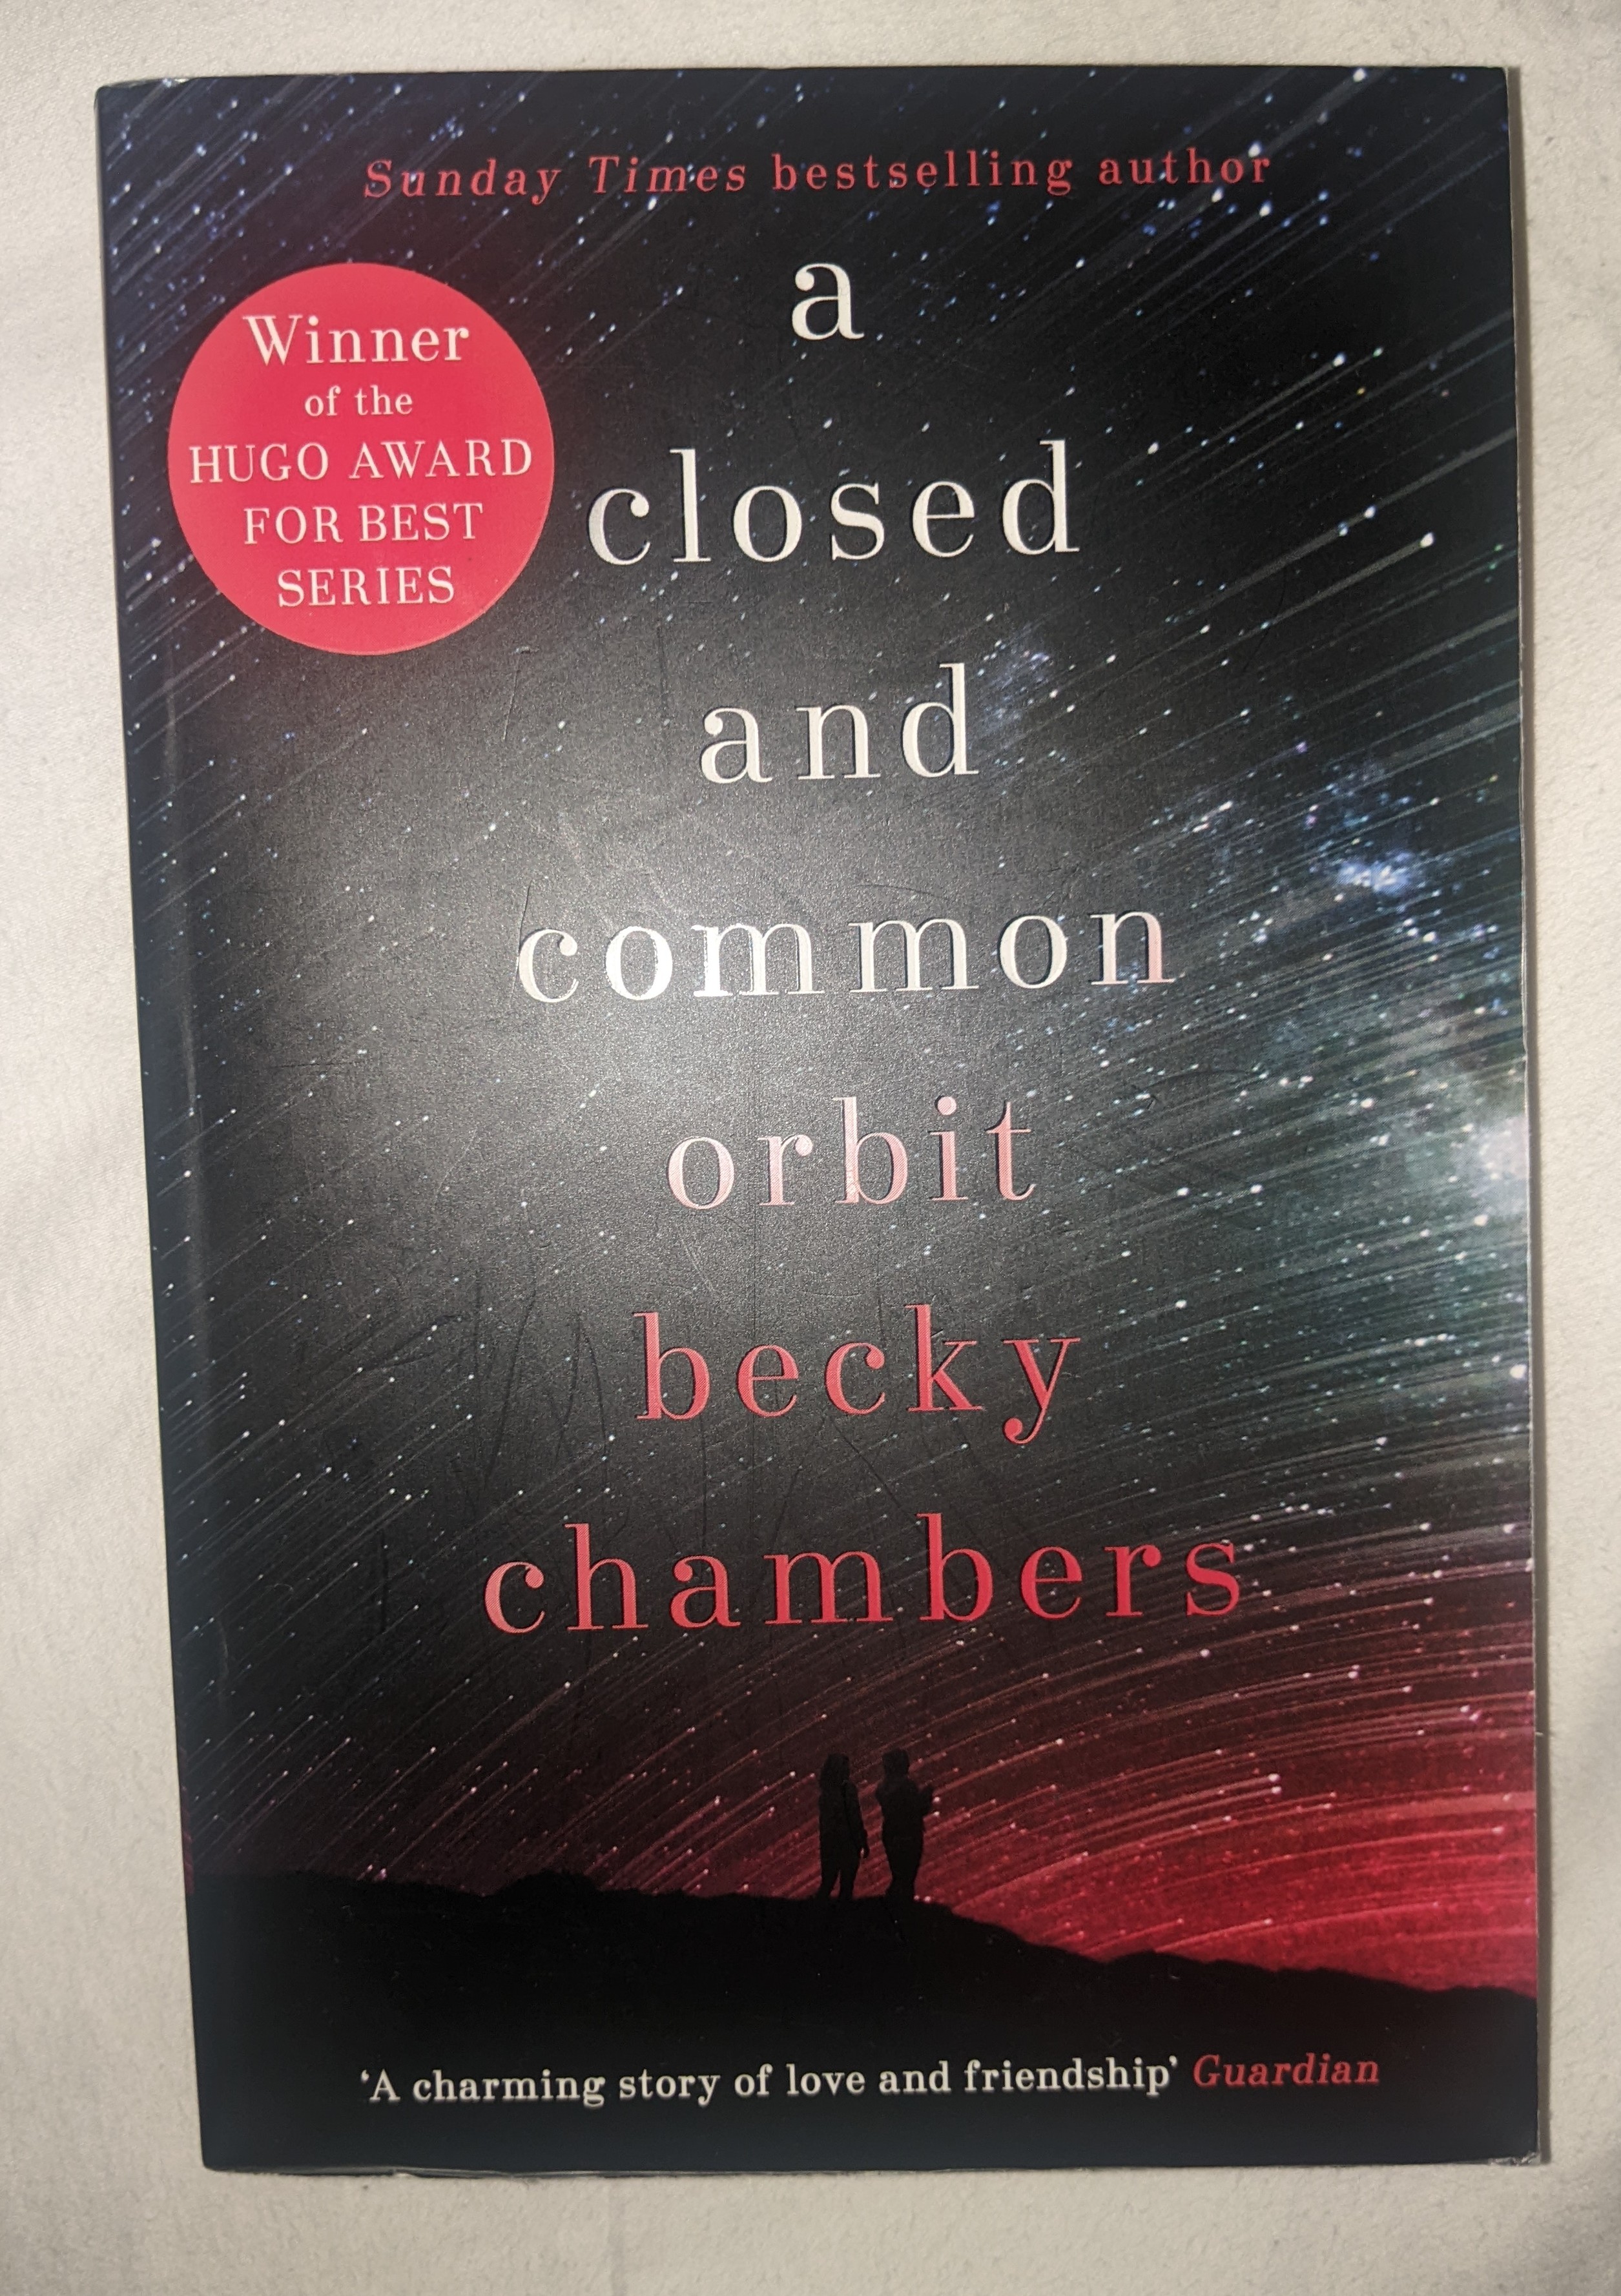 Sunday Times bestselling author
Winner
of the
HUGO AWARD
FOR BEST
SERIES
a
closed
and
common
orbit
becky
chambers
‘A charming story of love and friendship’ Guardian